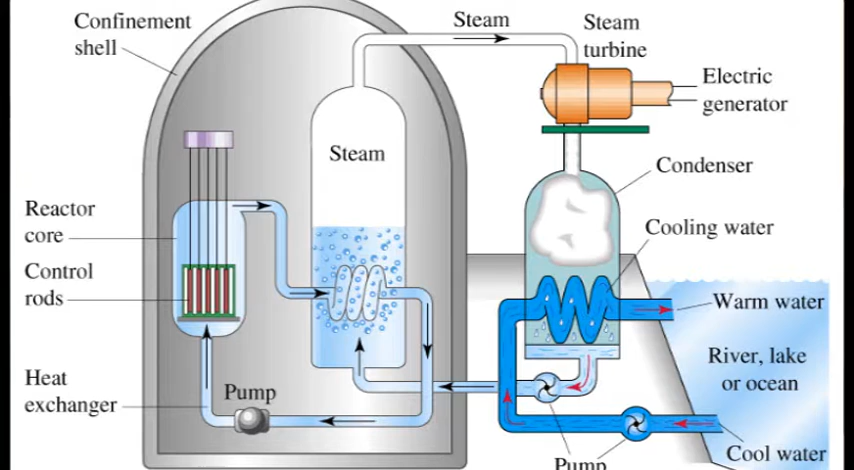 Confinement
shell
Steam
Steam
turbine
Electric
generator
Steam
Condenser
Reactor
core
Cooling water
Control
rods
Warm water
River, lake
or ocean
Heat
exchanger
Pump
Cool water
Pump